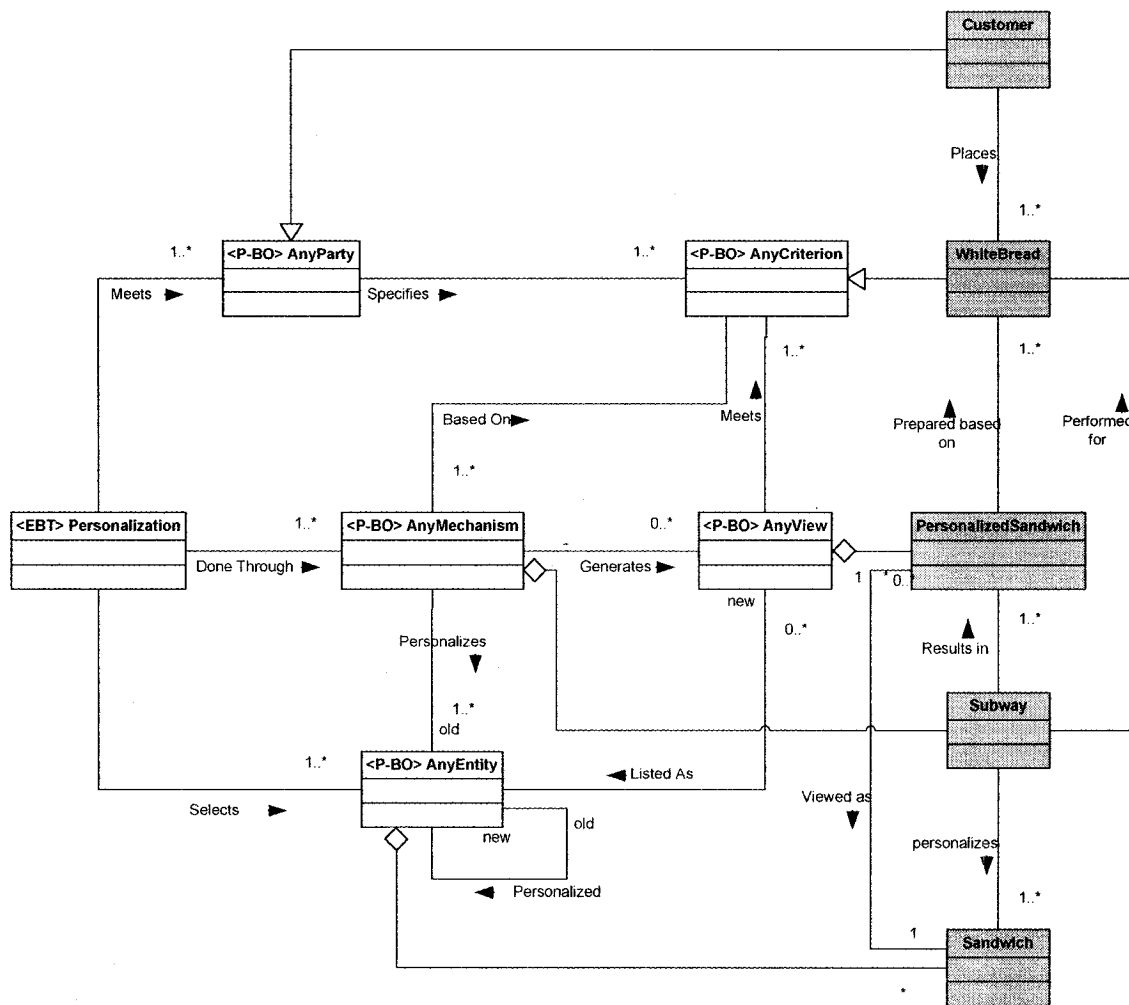 Customer
Places
1..*
1..*
<P-BO> AnyParty
1..*
<P-BO> AnyCriterion
WhiteBread
Meets
Specifies
1..*
1..*
Based On
Meets
Prepared based
on
Performed
for
1..*
<EBT> Personalization
1..*
<P-BO> AnyMechanism
0..*
<P-BO> AnyView
PersonalizedSandwich
Done Through
Generates
1
*
new
0..*
1..*
Personalizes
Results in
1..*
old
Subway
1..*
<P-BO> AnyEntity
Listed As
Viewed as
Selects
new
old
personalizes
Personalized
1..*
1
Sandwich
*